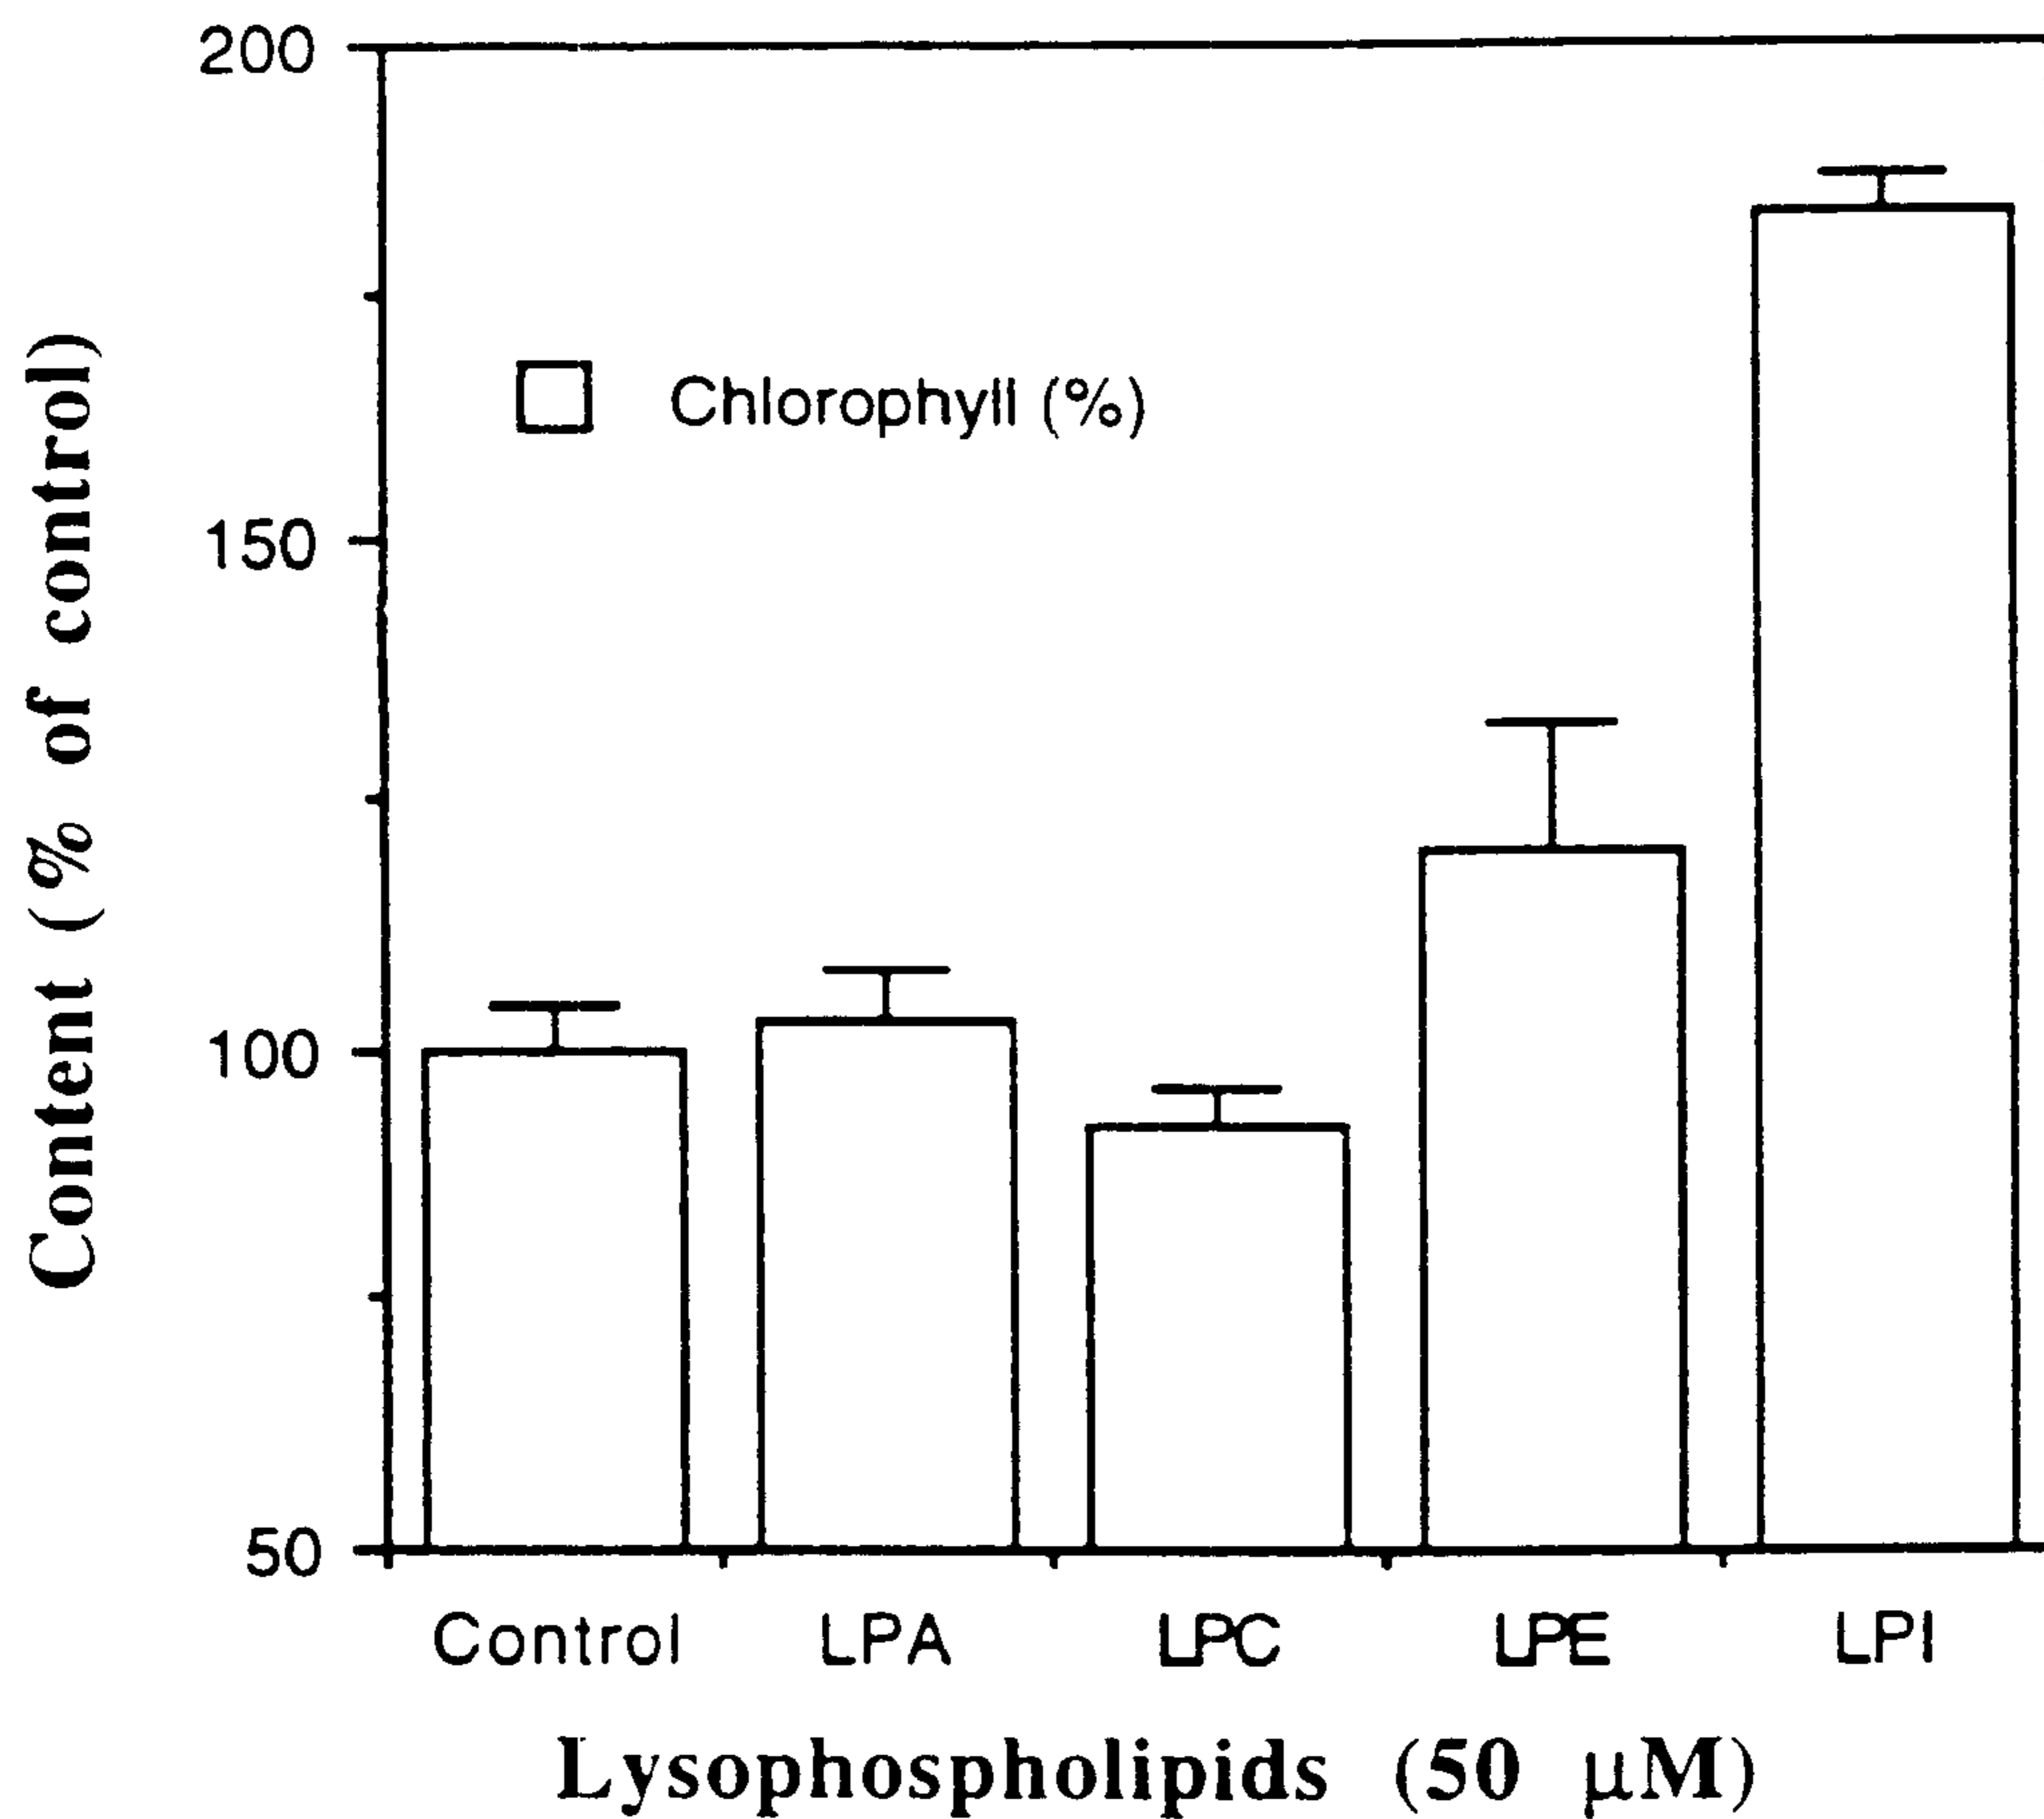 200
Chlorophyll (%)
150
100
50
Content (% of control)
Control LPA LPC LPE LPI
Lysophospholipids (50 µM)